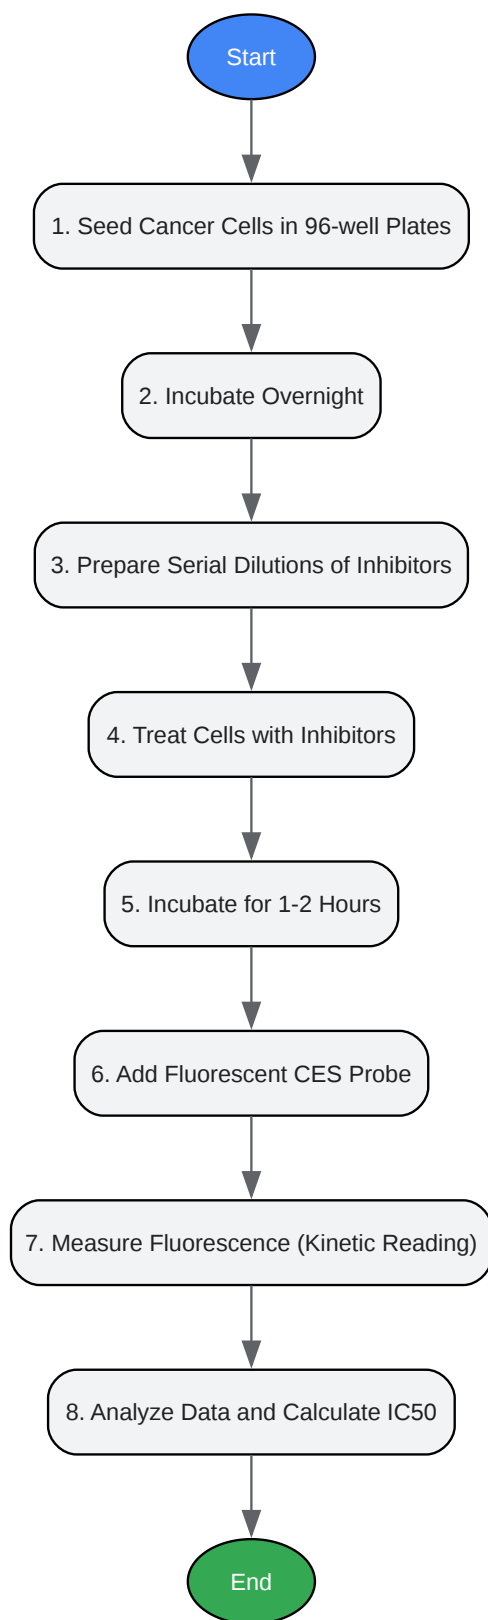 Start
1. Seed Cancer Cells in 96-well Plates
2. Incubate Overnight
3. Prepare Serial Dilutions of Inhibitors
4. Treat Cells with Inhibitors
5. Incubate for 1-2 Hours
6. Add Fluorescent CES Probe
7. Measure Fluorescence (Kinetic Reading)
8. Analyze Data and Calculate IC50
End